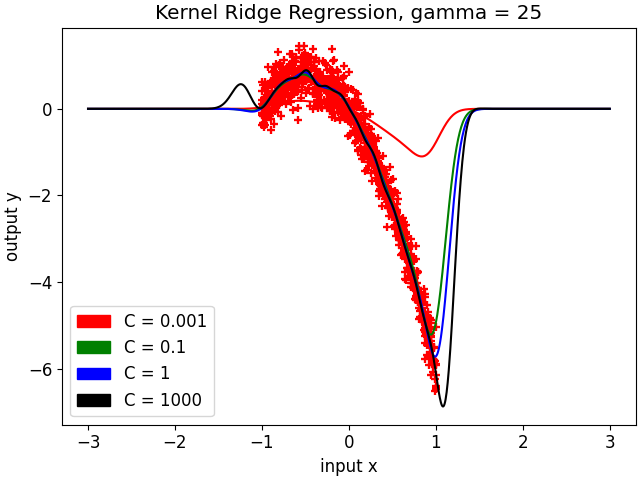 Kernel Ridge Regression, gamma = 25
output y
0
−2
−4
−6
C = 0.001
C = 0.1
C = 1
C = 1000
−3 −2 −1 0 1 2 3
input x